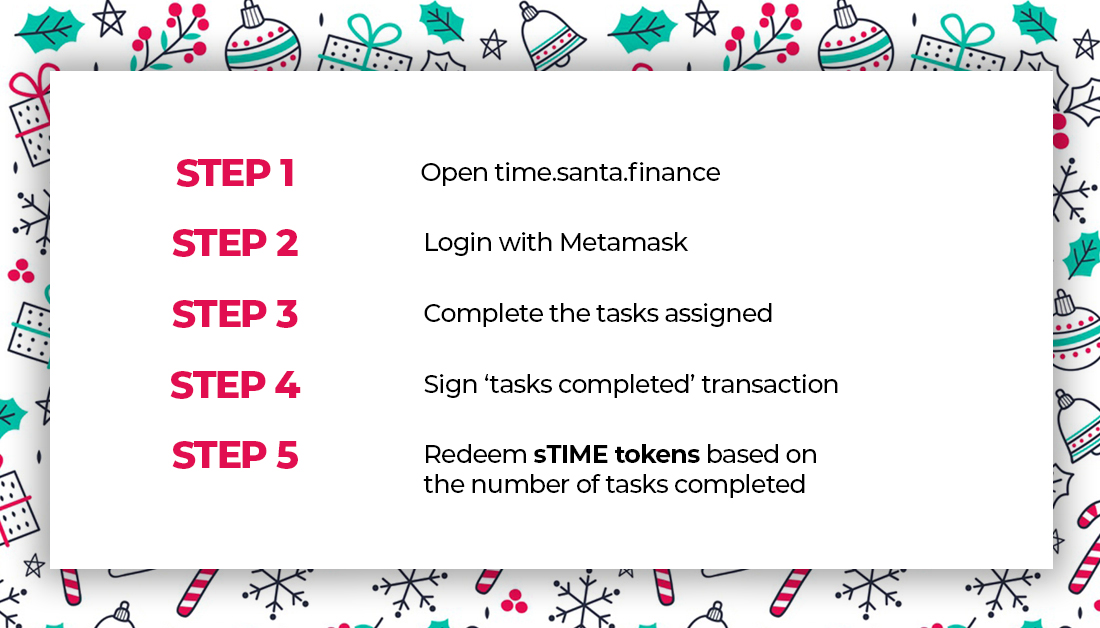 STEP 1 Open time.santa.finance
STEP 2 Login with Metamask
STEP 3 Complete the tasks assigned
STEP 4 Sign ‘tasks completed’ transaction
STEP 5 Redeem sTIME tokens based on
the number of tasks completed